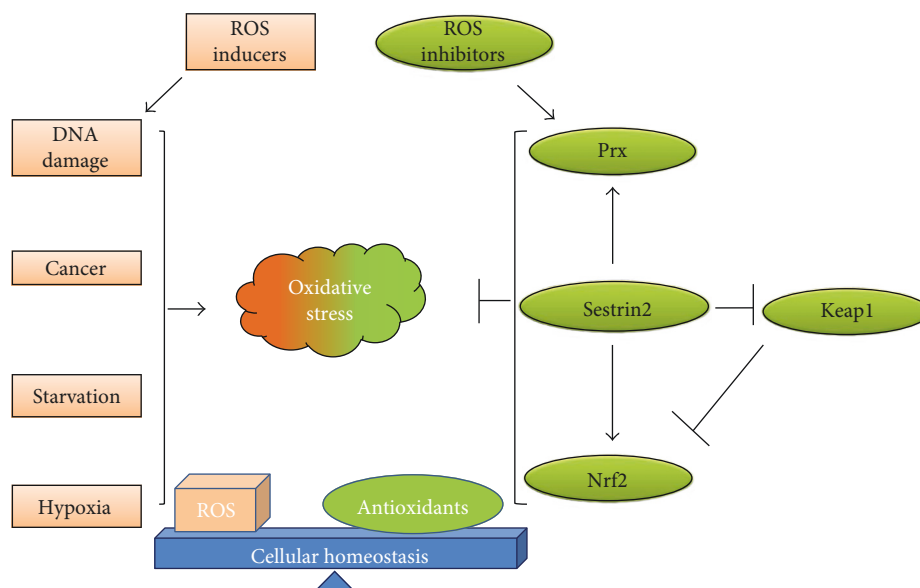 ROS
inducers
ROS
inhibitors
DNA
damage
Prx
Cancer
Oxidative
stress
Sestrin2
Keap1
Starvation
Hypoxia
ROS
Antioxidants
Nrf2
Cellular homeostasis